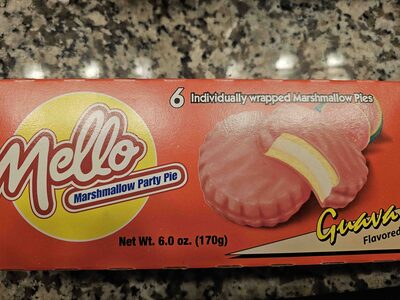 6 Individually wrapped Marshmallow Pies
Mello
Marshmallow Party Pie
Guava
Flavored
Net Wt. 6.0 oz. (170g)